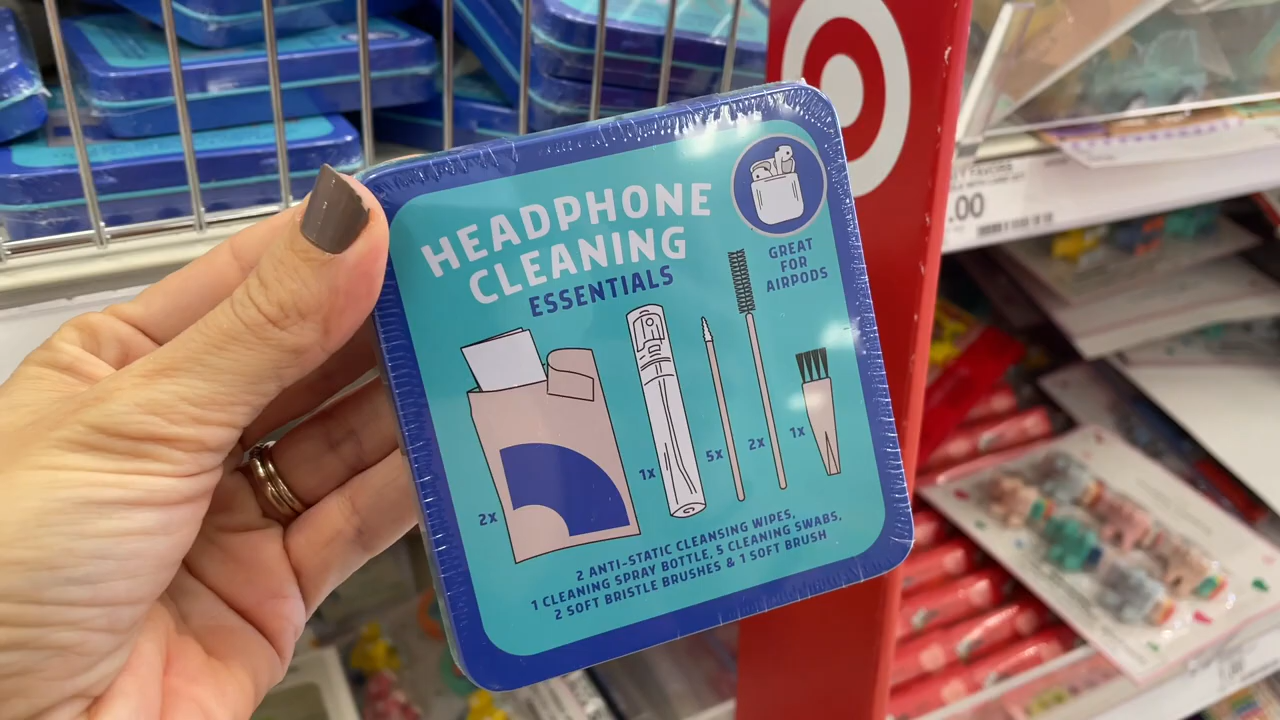 HEADPHONE
CLEANING
ESSENTIALS
GREAT
FOR
AIRPODS
2x
1x
5x
2x
1x
2 ANTI-STATIC CLEANSING WIPES,
1 CLEANING SPRAY BOTTLE, 5 CLEANING SWABS,
2 SOFT BRISTLE BRUSHES & 1 SOFT BRUSH
.00